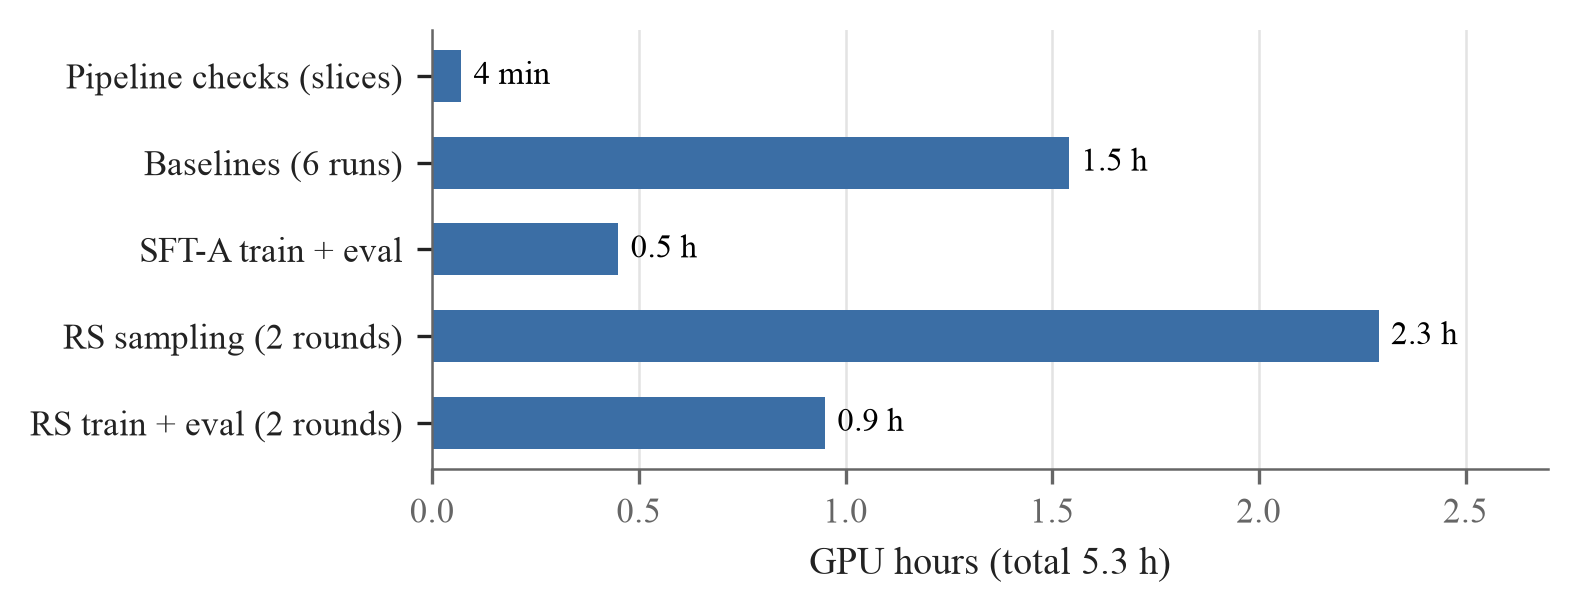 Pipeline checks (slices) 4 min
Baselines (6 runs) 1.5 h
SFT-A train + eval 0.5 h
RS sampling (2 rounds) 2.3 h
RS train + eval (2 rounds) 0.9 h
0.0 0.5 1.0 1.5 2.0 2.5
GPU hours (total 5.3 h)